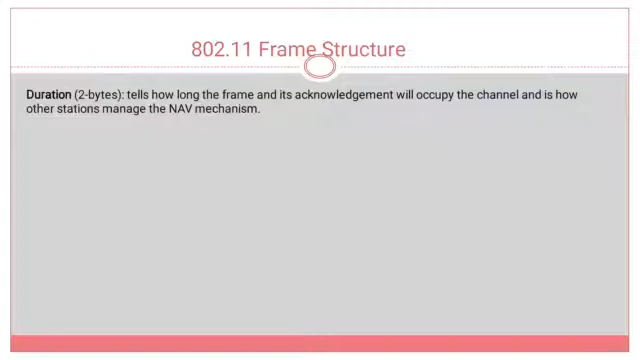 802.11 Frame Structure
Duration (2-bytes): tells how long the frame and its acknowledgement will occupy the channel and is how
other stations manage the NAV mechanism.